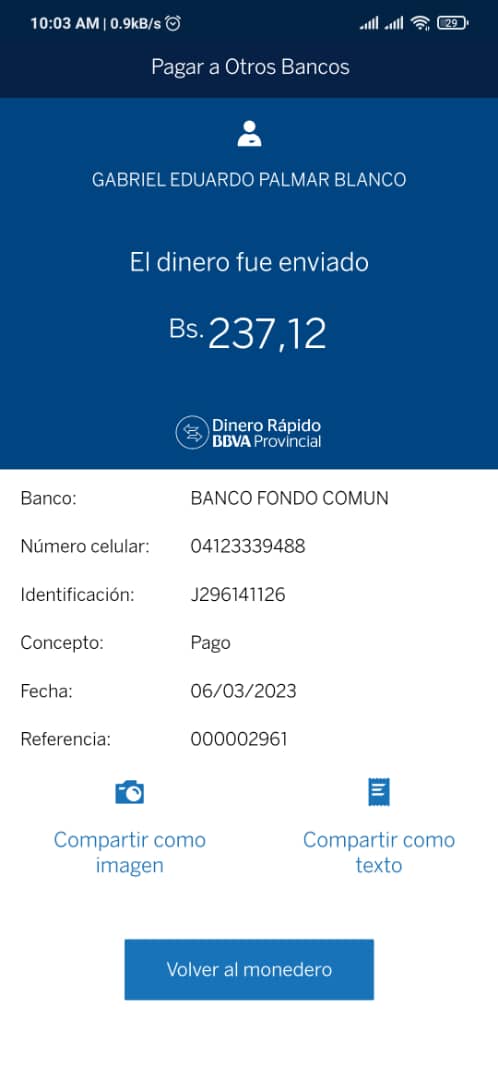 10:03 AM | 0.9kB/s
29
Pagar a Otros Bancos
GABRIEL EDUARDO PALMAR BLANCO
El dinero fue enviado
Bs. 237,12
Dinero Rápido
BBVA Provincial
Banco: BANCO FONDO COMUN
Número celular: 04123339488
Identificación: J296141126
Concepto: Pago
Fecha: 06/03/2023
Referencia: 000002961
Compartir como
imagen
Compartir como
texto
Volver al monedero